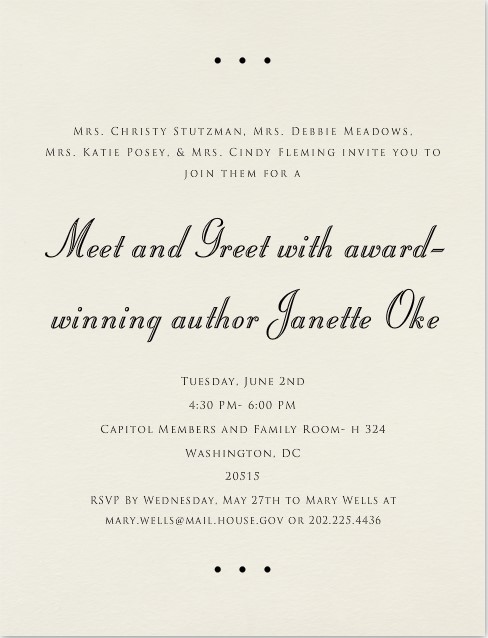 Mrs. Christy Stutzman, Mrs. Debbie Meadows,
Mrs. Katie Posey, & Mrs. Cindy Fleming invite you to
join them for a
Meet and Greet with award-
winning author Janette Oke
Tuesday, June 2nd
4:30 PM- 6:00 PM
Capitol Members and Family Room- H 324
Washington, DC
20515
RSVP By Wednesday, May 27th to Mary Wells at
mary.wells@mail.house.gov or 202.225.4436